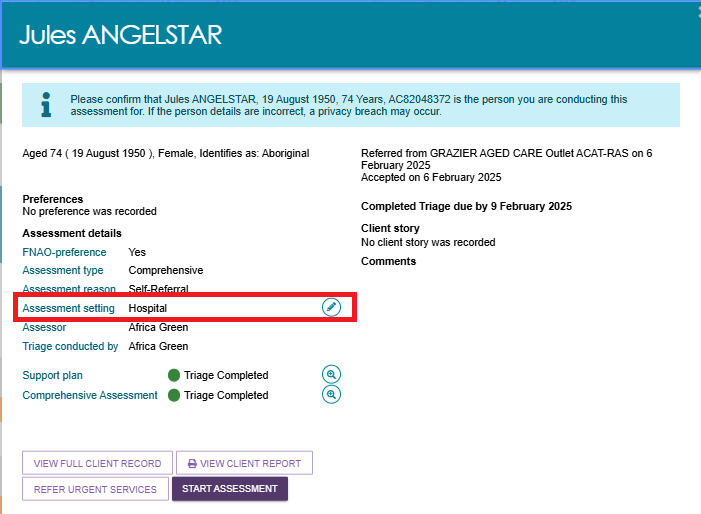 Jules ANGELSTAR
Please confirm that Jules ANGELSTAR, 19 August 1950, 74 Years, AC82048372 is the person you are conducting this
assessment for. If the person details are incorrect, a privacy breach may occur.
Aged 74 ( 19 August 1950 ), Female, Identifies as: Aboriginal
Preferences
No preference was recorded
Assessment details
FNAO-preference Yes
Assessment type Comprehensive
Assessment reason Self-Referral
Assessment setting Hospital
Assessor Africa Green
Triage conducted by Africa Green
Support plan Triage Completed
Comprehensive Assessment Triage Completed
Referred from GRAZIER AGED CARE Outlet ACAT-RAS on 6
February 2025
Accepted on 6 February 2025
Completed Triage due by 9 February 2025
Client story
No client story was recorded
Comments
VIEW FULL CLIENT RECORD
VIEW CLIENT REPORT
REFER URGENT SERVICES
START ASSESSMENT